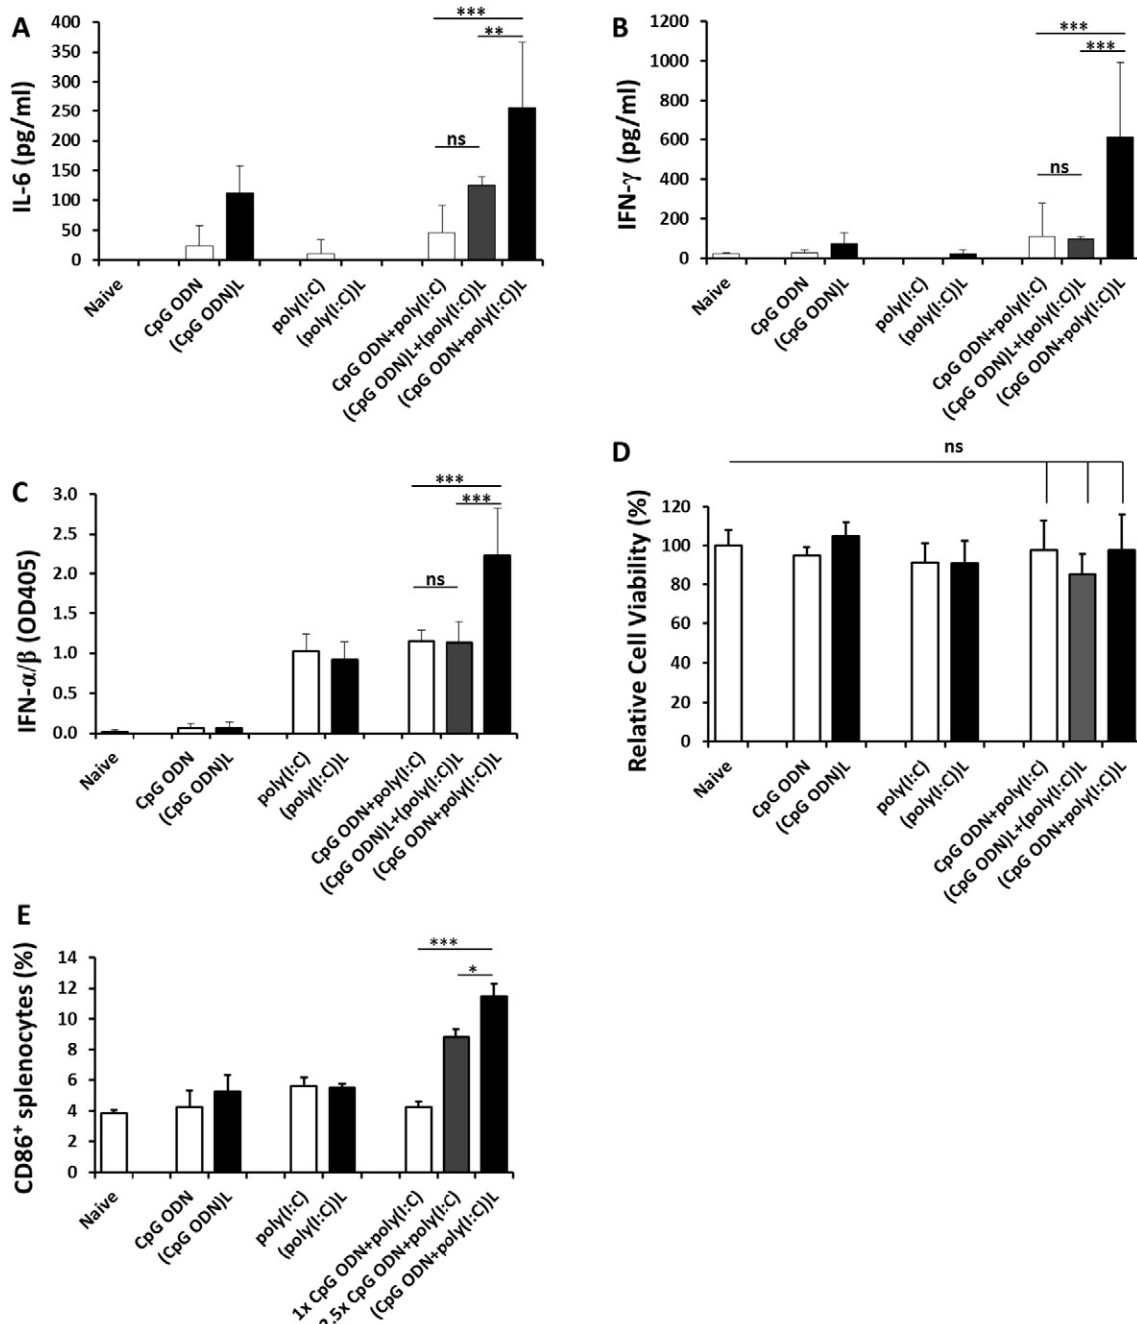 A
IL-6 (pg/ml)
400
350
300
250
200
150
100
50
0
***
**
ns
Naive
CpG ODN
(CpG ODN)L
poly(I:C)
(poly(I:C))L
CpG ODN+poly(I:C)
(CpG ODN)L+(poly(I:C))L
(CpG ODN+poly(I:C))L
B
IFN-γ (pg/ml)
1200
1000
800
600
400
200
0
***
***
ns
Naive
CpG ODN
(CpG ODN)L
poly(I:C)
(poly(I:C))L
CpG ODN+poly(I:C)
(CpG ODN)L+(poly(I:C))L
(CpG ODN+poly(I:C))L
C
IFN-α/β (OD405)
3.0
2.5
2.0
1.5
1.0
0.5
0.0
***
***
ns
Naive
CpG ODN
(CpG ODN)L
poly(I:C)
(poly(I:C))L
CpG ODN+poly(I:C)
(CpG ODN)L+(poly(I:C))L
(CpG ODN+poly(I:C))L
D
Relative Cell Viability (%)
120
100
80
60
40
20
0
ns
Naive
CpG ODN
(CpG ODN)L
poly(I:C)
(poly(I:C))L
CpG ODN+poly(I:C)
(CpG ODN)L+(poly(I:C))L
(CpG ODN+poly(I:C))L
E
CD86⁺ splenocytes (%)
14
12
10
8
6
4
2
0
***
*
Naive
CpG ODN
(CpG ODN)L
poly(I:C)
(poly(I:C))L
1x CpG ODN+poly(I:C)
.5x CpG ODN+poly(I:C)
(CpG ODN+poly(I:C))L